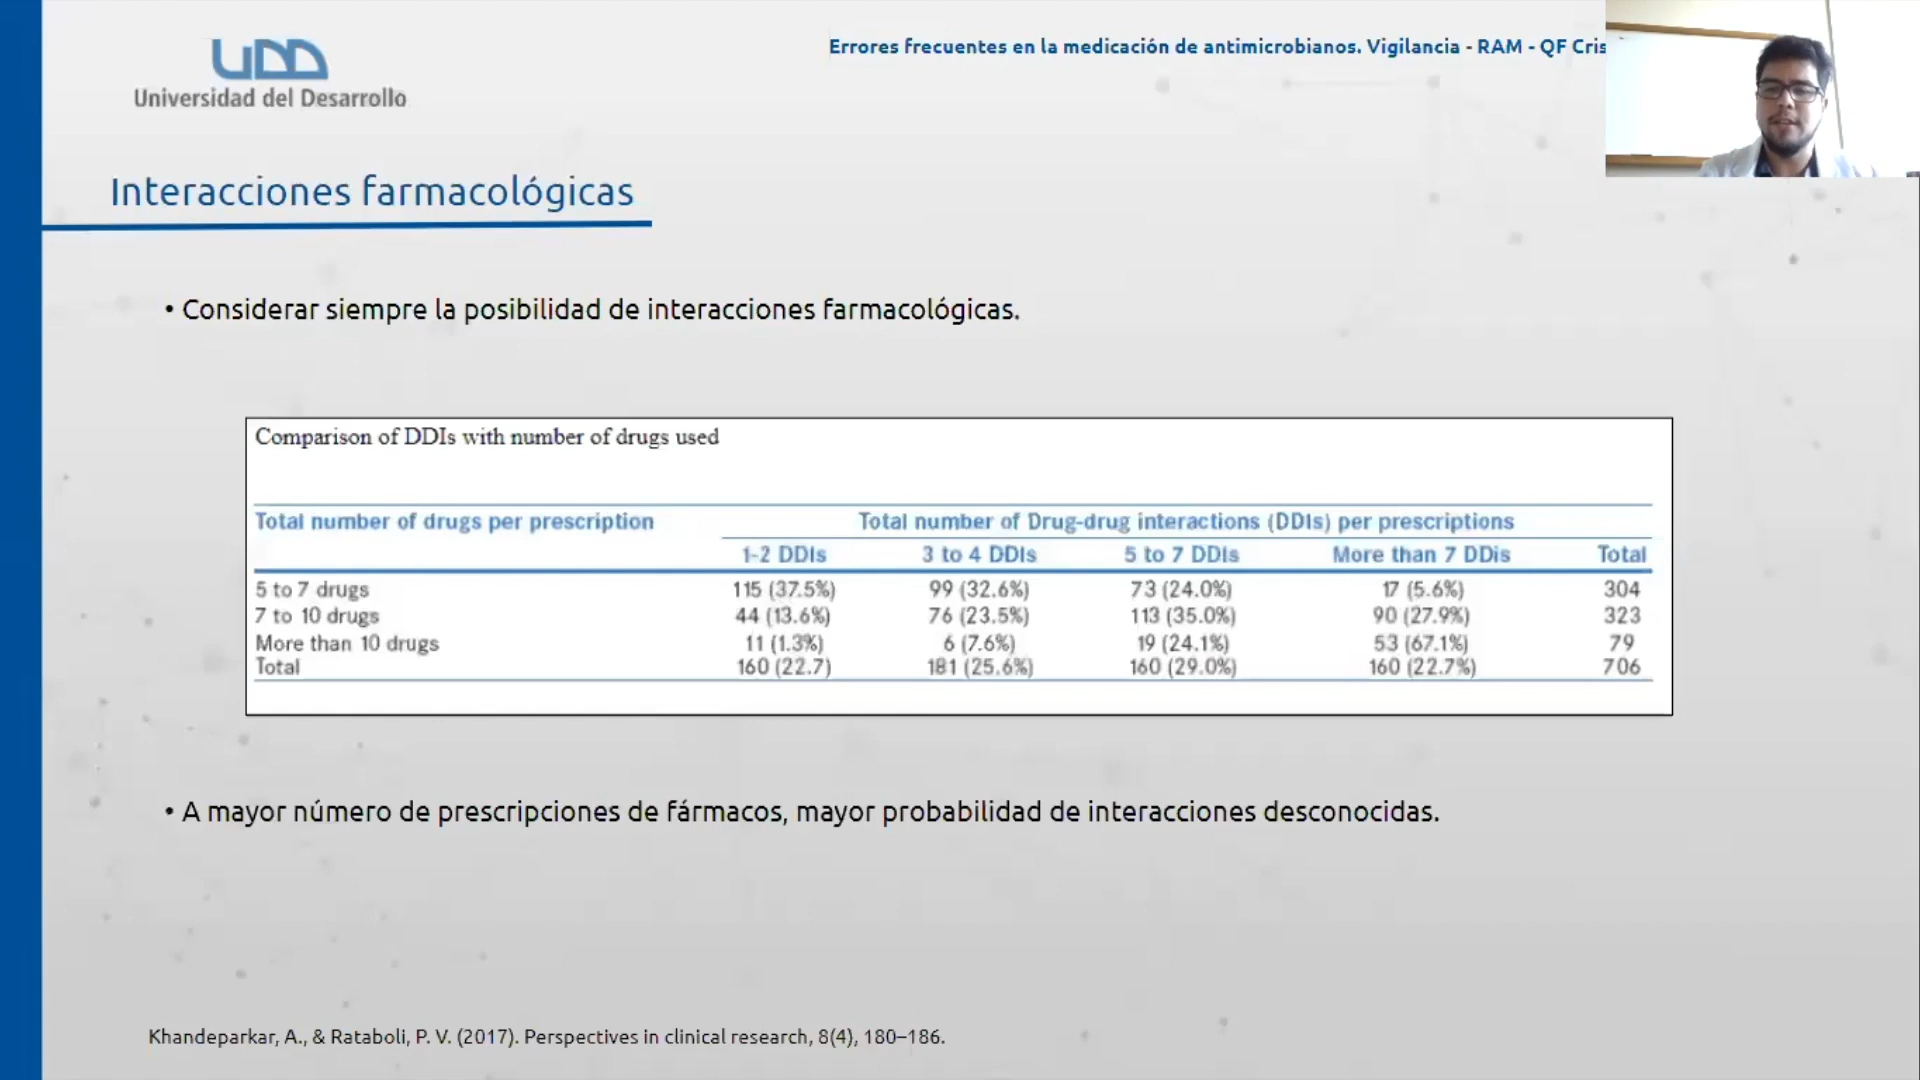 UDD
Universidad del Desarrollo
Errores frecuentes en la medicación de antimicrobianos. Vigilancia - RAM - QF Cris
Interacciones farmacológicas
• Considerar siempre la posibilidad de interacciones farmacológicas.
Comparison of DDIs with number of drugs used
Total number of drugs per prescription Total number of Drug-drug interactions (DDIs) per prescriptions
1-2 DDIs 3 to 4 DDIs 5 to 7 DDIs More than 7 DDis Total
5 to 7 drugs 115 (37.5%) 99 (32.6%) 73 (24.0%) 17 (5.6%) 304
7 to 10 drugs 44 (13.6%) 76 (23.5%) 113 (35.0%) 90 (27.9%) 323
More than 10 drugs 11 (1.3%) 6 (7.6%) 19 (24.1%) 53 (67.1%) 79
Total 160 (22.7) 181 (25.6%) 160 (29.0%) 160 (22.7%) 706
• A mayor número de prescripciones de fármacos, mayor probabilidad de interacciones desconocidas.
Khandeparkar, A., & Rataboli, P. V. (2017). Perspectives in clinical research, 8(4), 180–186.